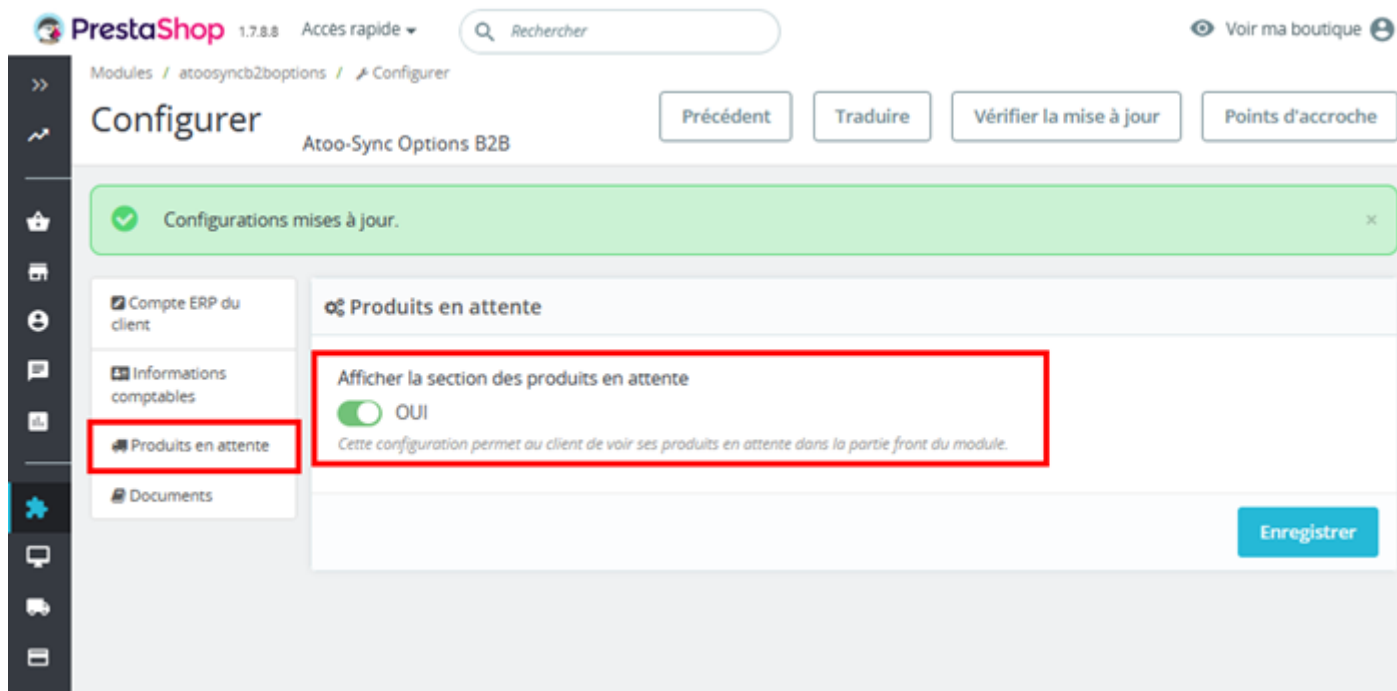 PrestaShop 1.7.8.8 Accès rapide Rechercher Voir ma boutique
Modules / atoosyncb2boptions / Configurer
Configurer
Atoo-Sync Options B2B
Précédent Traduire Vérifier la mise à jour Points d'accroche
Configurations mises à jour. ×
Compte ERP du
client
Informations
comptables
Produits en attente
Documents
Produits en attente
Afficher la section des produits en attente
OUI
Cette configuration permet au client de voir ses produits en attente dans la partie front du module.
Enregistrer